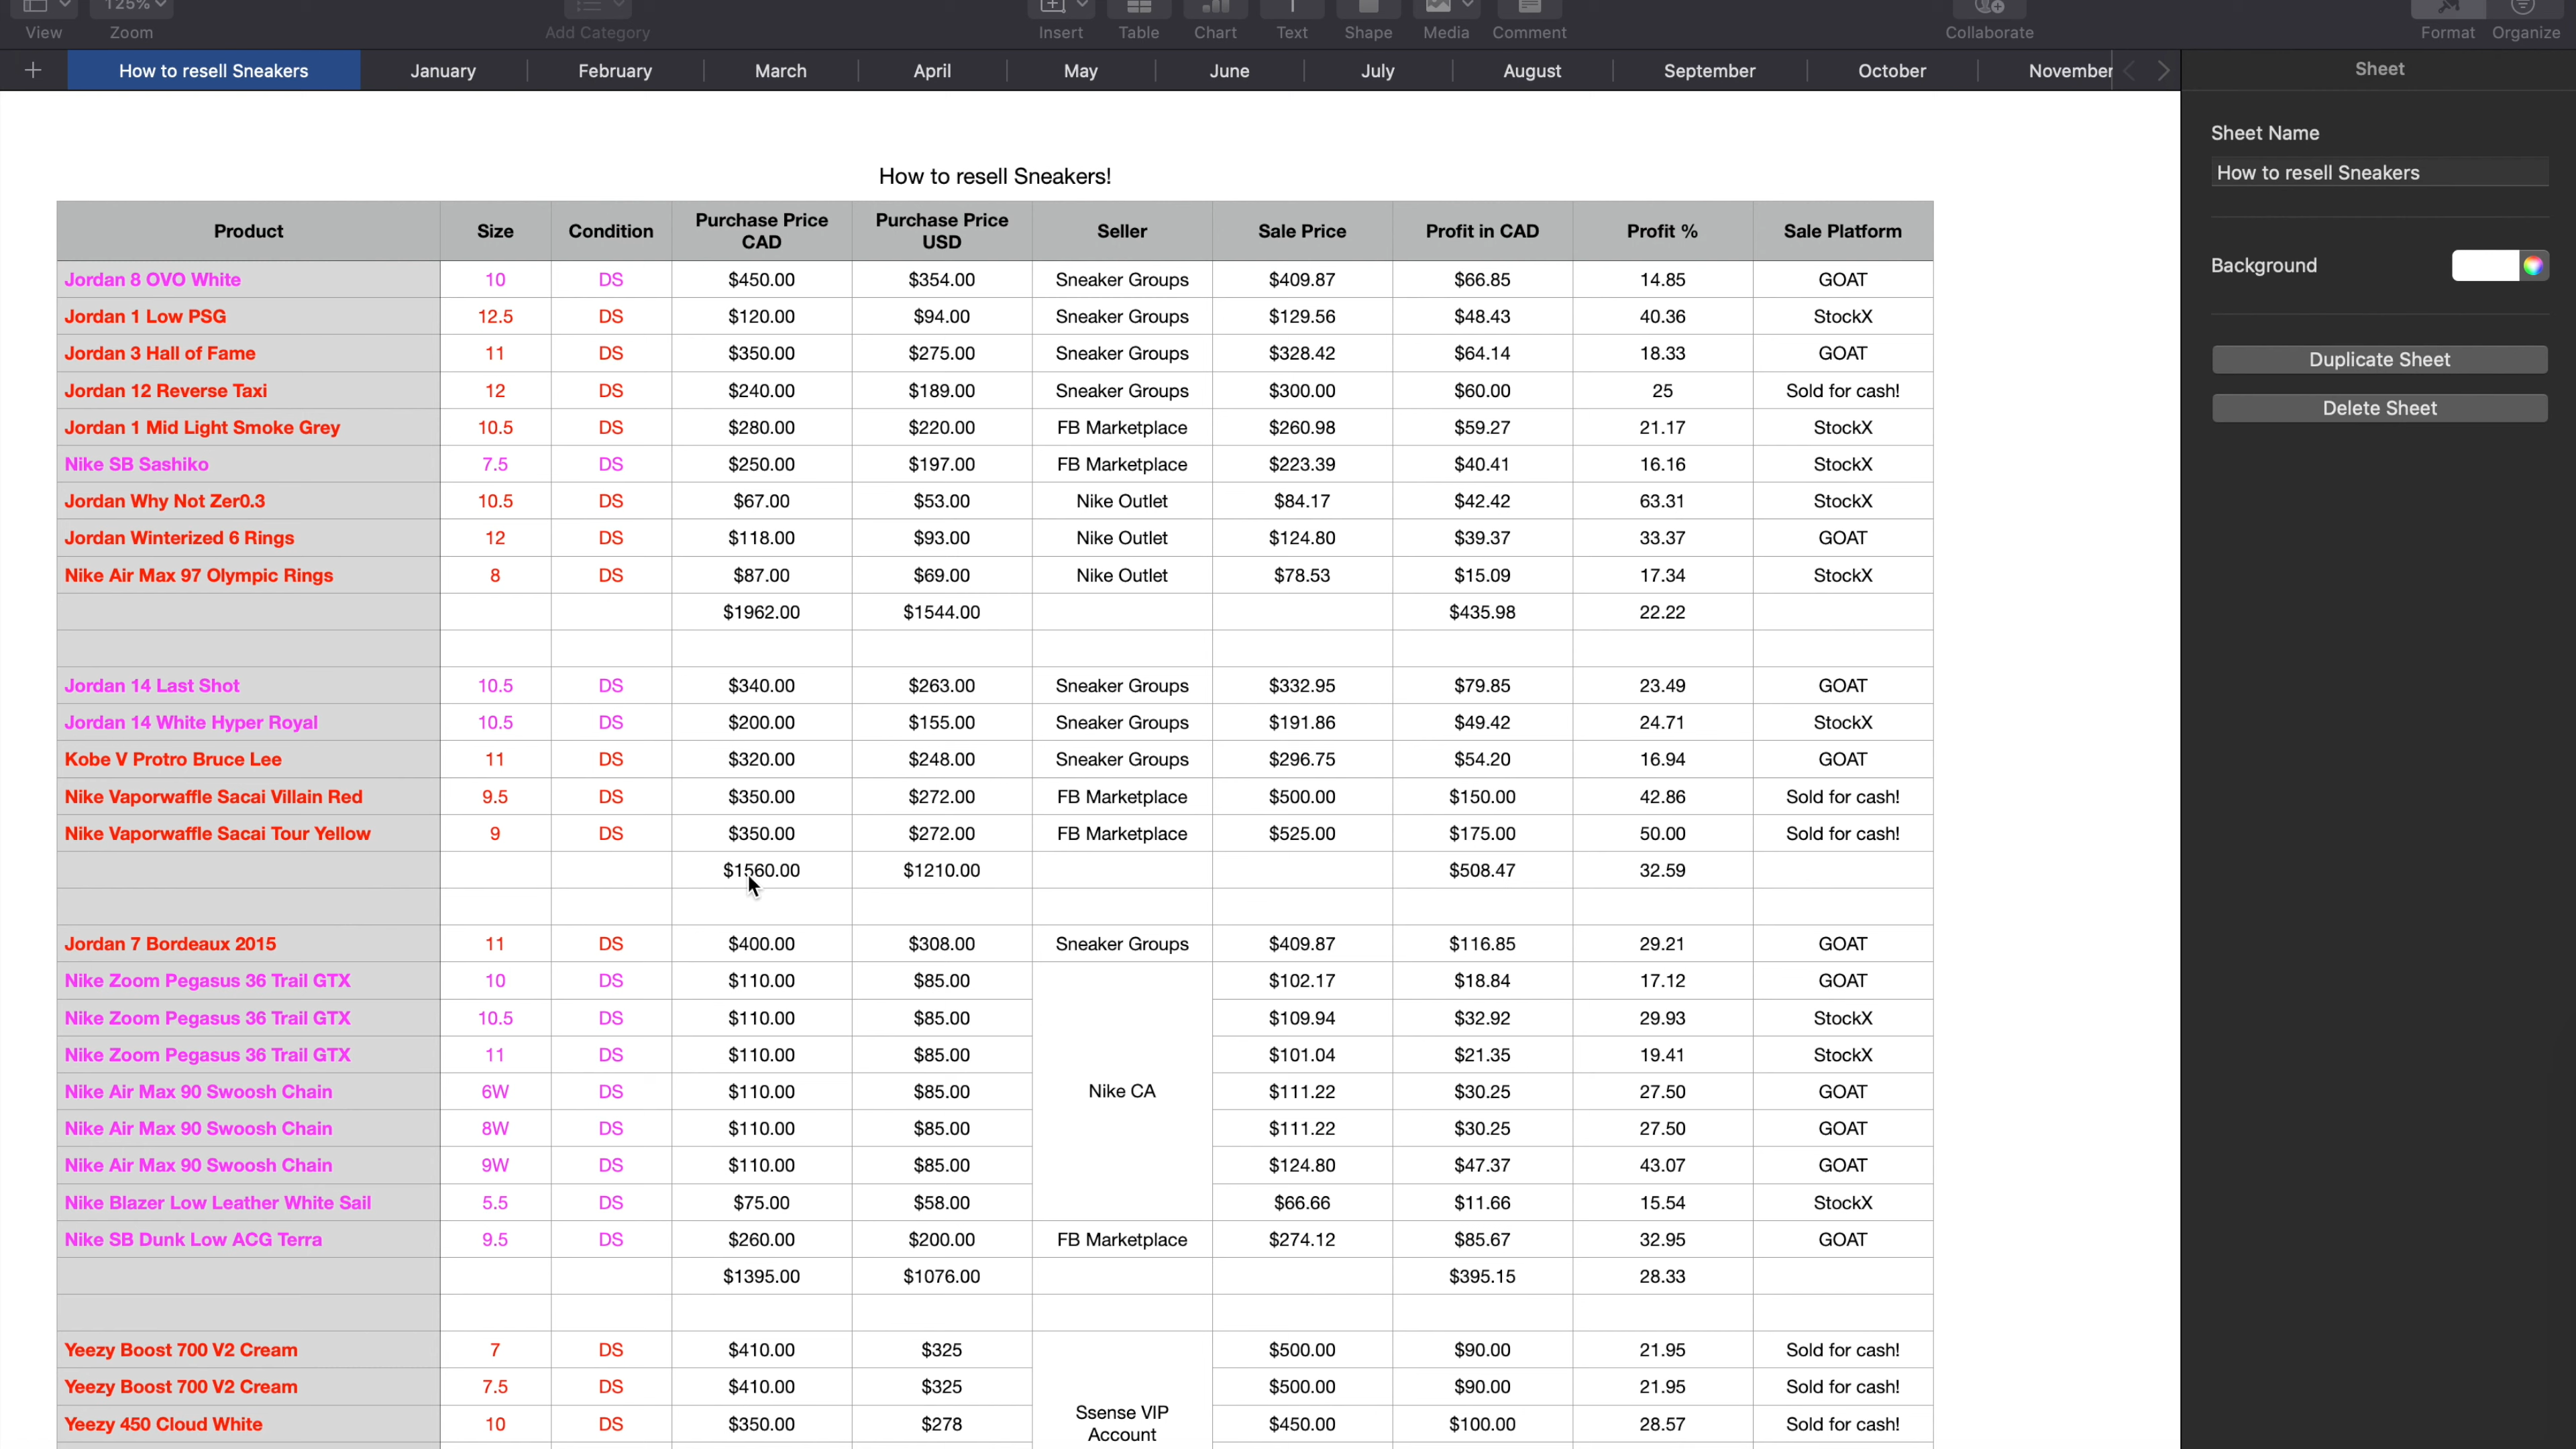 125%
View Zoom Add Category Insert Table Chart Text Shape Media Comment Collaborate Format Organize
How to resell Sneakers January February March April May June July August September October November Sheet
Sheet Name
How to resell Sneakers
Background
Duplicate Sheet
Delete Sheet
How to resell Sneakers!
Product Size Condition Purchase Price CAD Purchase Price USD Seller Sale Price Profit in CAD Profit % Sale Platform
Jordan 8 OVO White 10 DS $450.00 $354.00 Sneaker Groups $409.87 $66.85 14.85 GOAT
Jordan 1 Low PSG 12.5 DS $120.00 $94.00 Sneaker Groups $129.56 $48.43 40.36 StockX
Jordan 3 Hall of Fame 11 DS $350.00 $275.00 Sneaker Groups $328.42 $64.14 18.33 GOAT
Jordan 12 Reverse Taxi 12 DS $240.00 $189.00 Sneaker Groups $300.00 $60.00 25 Sold for cash!
Jordan 1 Mid Light Smoke Grey 10.5 DS $280.00 $220.00 FB Marketplace $260.98 $59.27 21.17 StockX
Nike SB Sashiko 7.5 DS $250.00 $197.00 FB Marketplace $223.39 $40.41 16.16 StockX
Jordan Why Not Zer0.3 10.5 DS $67.00 $53.00 Nike Outlet $84.17 $42.42 63.31 StockX
Jordan Winterized 6 Rings 12 DS $118.00 $93.00 Nike Outlet $124.80 $39.37 33.37 GOAT
Nike Air Max 97 Olympic Rings 8 DS $87.00 $69.00 Nike Outlet $78.53 $15.09 17.34 StockX
$1962.00 $1544.00 $435.98 22.22
Jordan 14 Last Shot 10.5 DS $340.00 $263.00 Sneaker Groups $332.95 $79.85 23.49 GOAT
Jordan 14 White Hyper Royal 10.5 DS $200.00 $155.00 Sneaker Groups $191.86 $49.42 24.71 StockX
Kobe V Protro Bruce Lee 11 DS $320.00 $248.00 Sneaker Groups $296.75 $54.20 16.94 GOAT
Nike Vaporwaffle Sacai Villain Red 9.5 DS $350.00 $272.00 FB Marketplace $500.00 $150.00 42.86 Sold for cash!
Nike Vaporwaffle Sacai Tour Yellow 9 DS $350.00 $272.00 FB Marketplace $525.00 $175.00 50.00 Sold for cash!
$1560.00 $1210.00 $508.47 32.59
Jordan 7 Bordeaux 2015 11 DS $400.00 $308.00 Sneaker Groups $409.87 $116.85 29.21 GOAT
Nike Zoom Pegasus 36 Trail GTX 10 DS $110.00 $85.00 $102.17 $18.84 17.12 GOAT
Nike Zoom Pegasus 36 Trail GTX 10.5 DS $110.00 $85.00 $109.94 $32.92 29.93 StockX
Nike Zoom Pegasus 36 Trail GTX 11 DS $110.00 $85.00 $101.04 $21.35 19.41 StockX
Nike Air Max 90 Swoosh Chain 6W DS $110.00 $85.00 Nike CA $111.22 $30.25 27.50 GOAT
Nike Air Max 90 Swoosh Chain 8W DS $110.00 $85.00 $111.22 $30.25 27.50 GOAT
Nike Air Max 90 Swoosh Chain 9W DS $110.00 $85.00 $124.80 $47.37 43.07 GOAT
Nike Blazer Low Leather White Sail 5.5 DS $75.00 $58.00 $66.66 $11.66 15.54 StockX
Nike SB Dunk Low ACG Terra 9.5 DS $260.00 $200.00 FB Marketplace $274.12 $85.67 32.95 GOAT
$1395.00 $1076.00 $395.15 28.33
Yeezy Boost 700 V2 Cream 7 DS $410.00 $325 $500.00 $90.00 21.95 Sold for cash!
Yeezy Boost 700 V2 Cream 7.5 DS $410.00 $325 $500.00 $90.00 21.95 Sold for cash!
Yeezy 450 Cloud White 10 DS $350.00 $278 Ssense VIP Account $450.00 $100.00 28.57 Sold for cash!